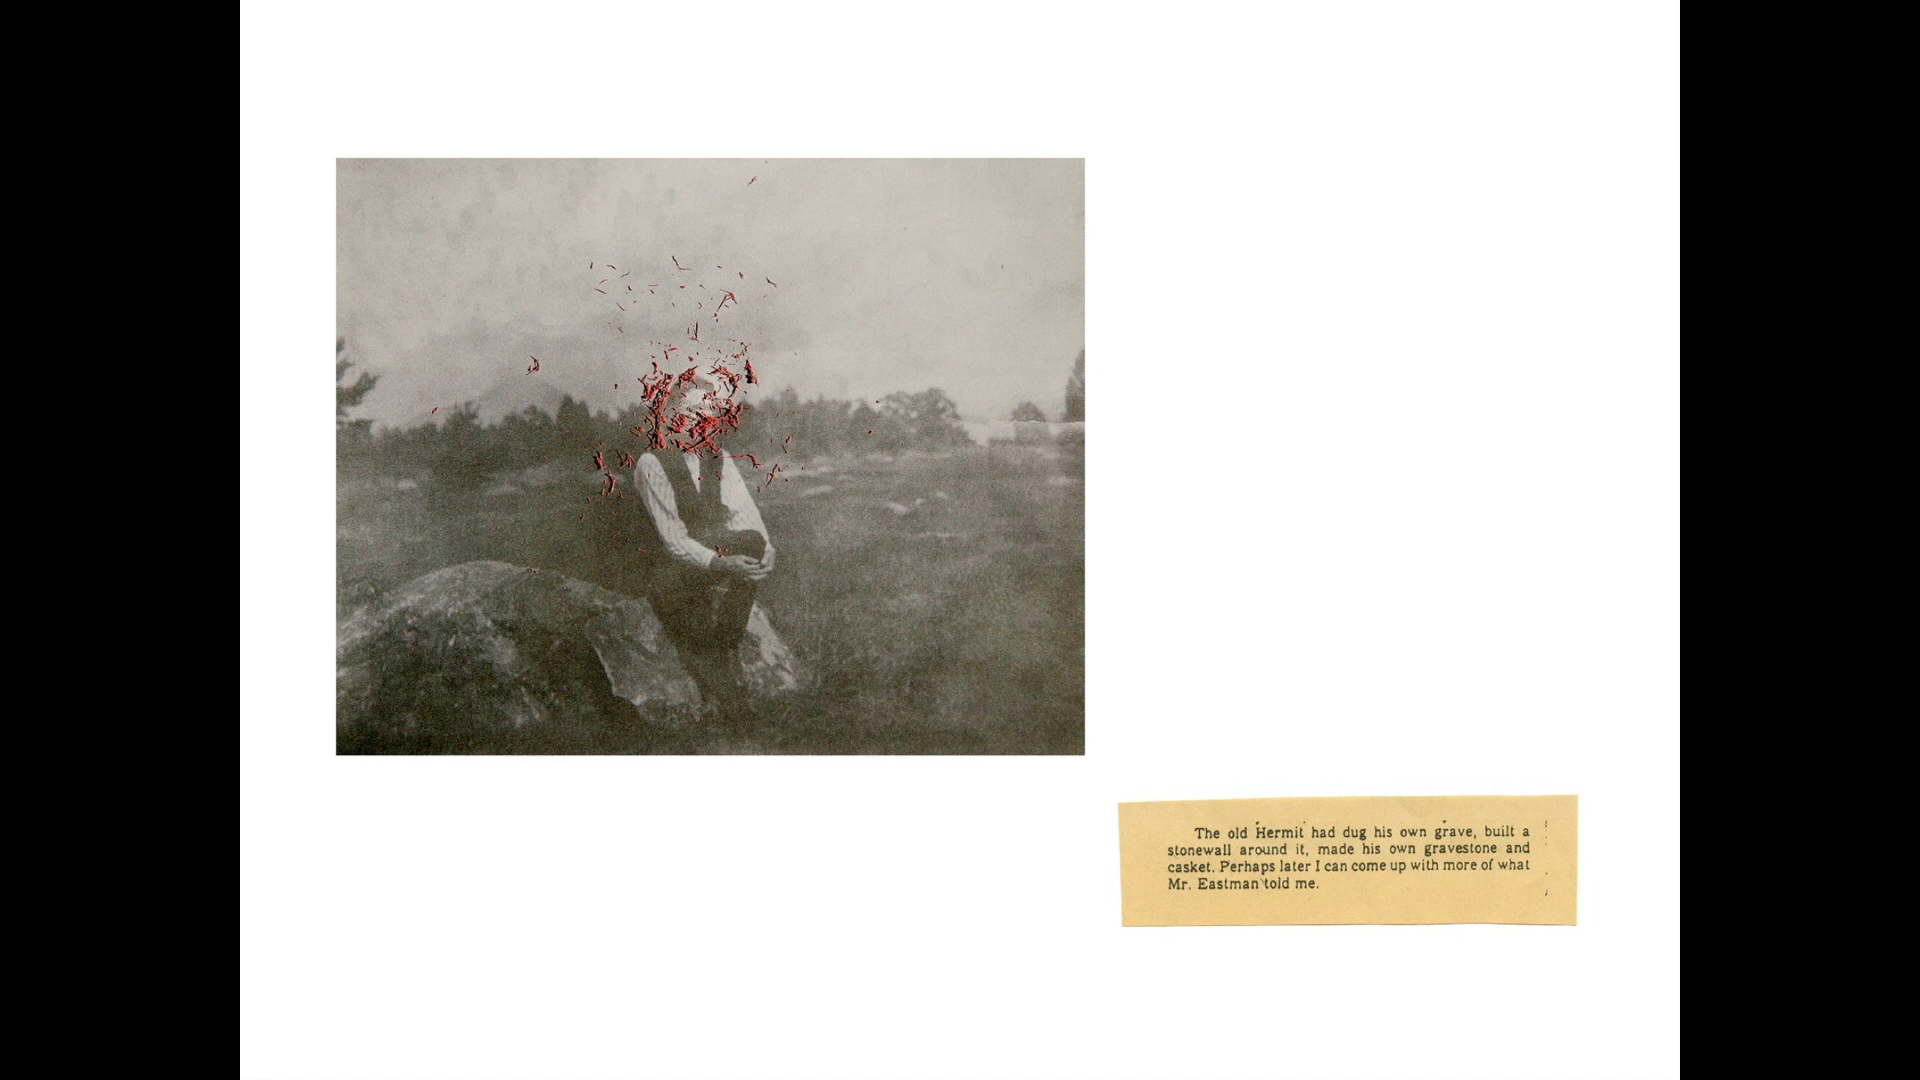 The old Hermit had dug his own grave, built a
stonewall around it, made his own gravestone and
casket. Perhaps later I can come up with more of what
Mr. Eastman told me.